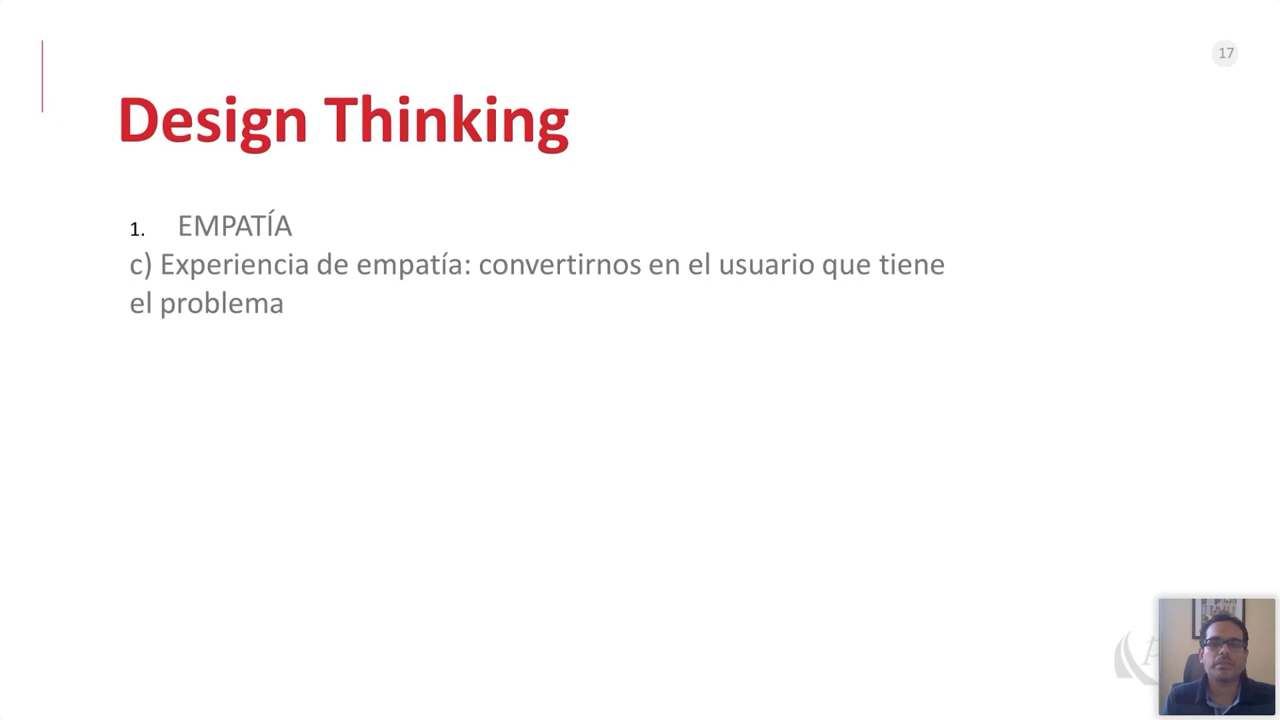 17
Design Thinking
1. EMPATÍA
c) Experiencia de empatía: convertirnos en el usuario que tiene
el problema